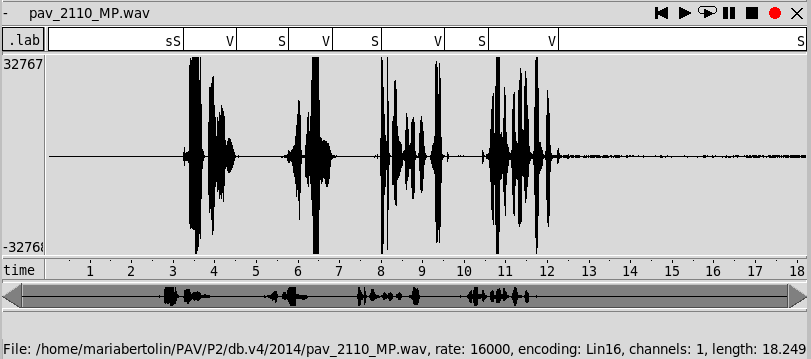 - pav_2110_MP.wav
.lab sS V S V S V S V S
32767
-32768
time 1 2 3 4 5 6 7 8 9 10 11 12 13 14 15 16 17 18
File: /home/mariabertolin/PAV/P2/db.v4/2014/pav_2110_MP.wav, rate: 16000, encoding: Lin16, channels: 1, length: 18.249